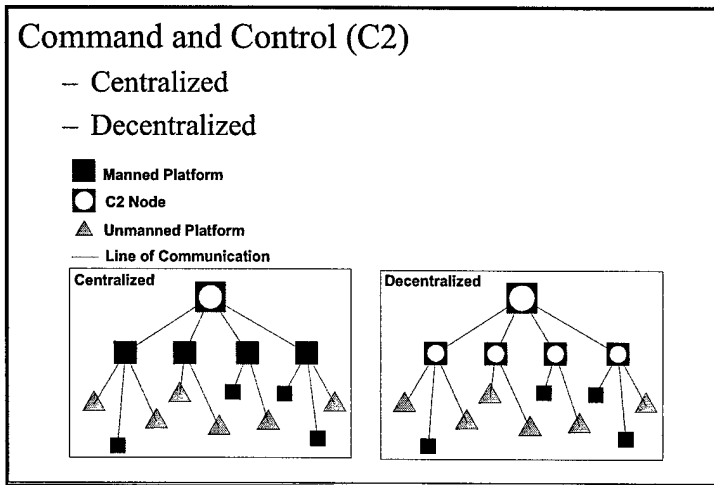 Command and Control (C2)
– Centralized
– Decentralized
Manned Platform
C2 Node
Unmanned Platform
Line of Communication
Centralized
Decentralized